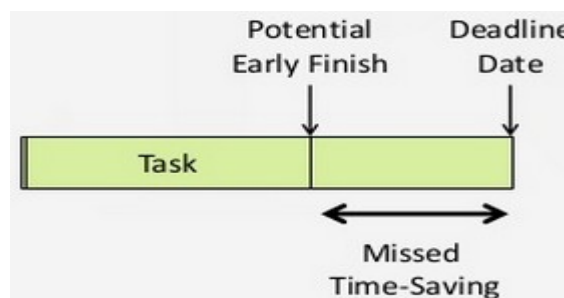 Potential
Early Finish
Deadline
Date
Task
Missed
Time-Saving